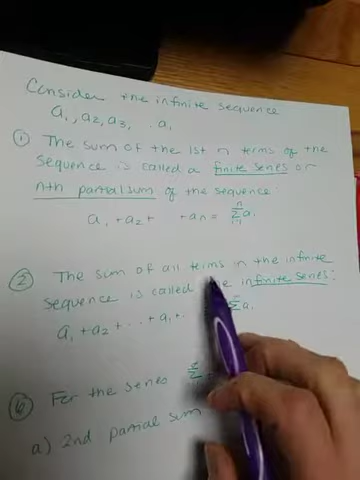 Consider the infinite sequence
a₁, a₂, a₃, . aᵢ
① The sum of the 1st n terms of the
sequence is called a finite series or
nth partial sum of the sequence
a₁ + a₂ + + aₙ = n Σ i=1 aᵢ
② The sum of all terms in the infinite
sequence is called the infinite series:
a₁ + a₂ + ... + aᵢ + . Σ aᵢ
⑥ For the series Σ
a) 2nd partial sum